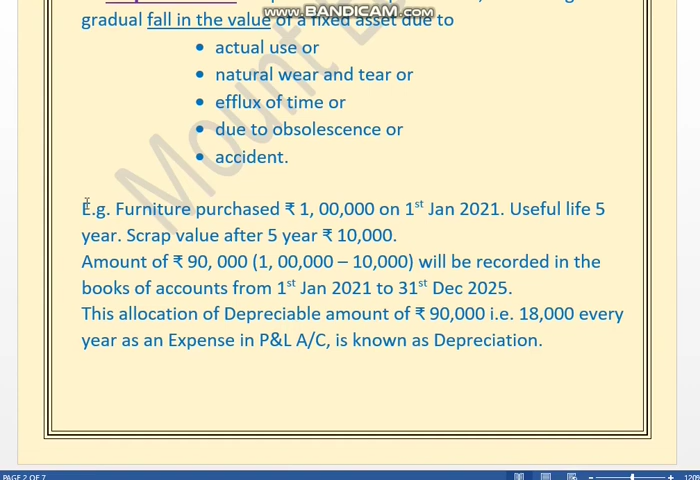 www.BANDICAM.com
gradual fall in the value of a fixed asset due to
• actual use or
• natural wear and tear or
• efflux of time or
• due to obsolescence or
• accident.
E.g. Furniture purchased ₹ 1, 00,000 on 1st Jan 2021. Useful life 5
year. Scrap value after 5 year ₹ 10,000.
Amount of ₹ 90, 000 (1, 00,000 – 10,000) will be recorded in the
books of accounts from 1st Jan 2021 to 31st Dec 2025.
This allocation of Depreciable amount of ₹ 90,000 i.e. 18,000 every
year as an Expense in P&L A/C, is known as Depreciation.
Mount
PAGE 2 OF 7